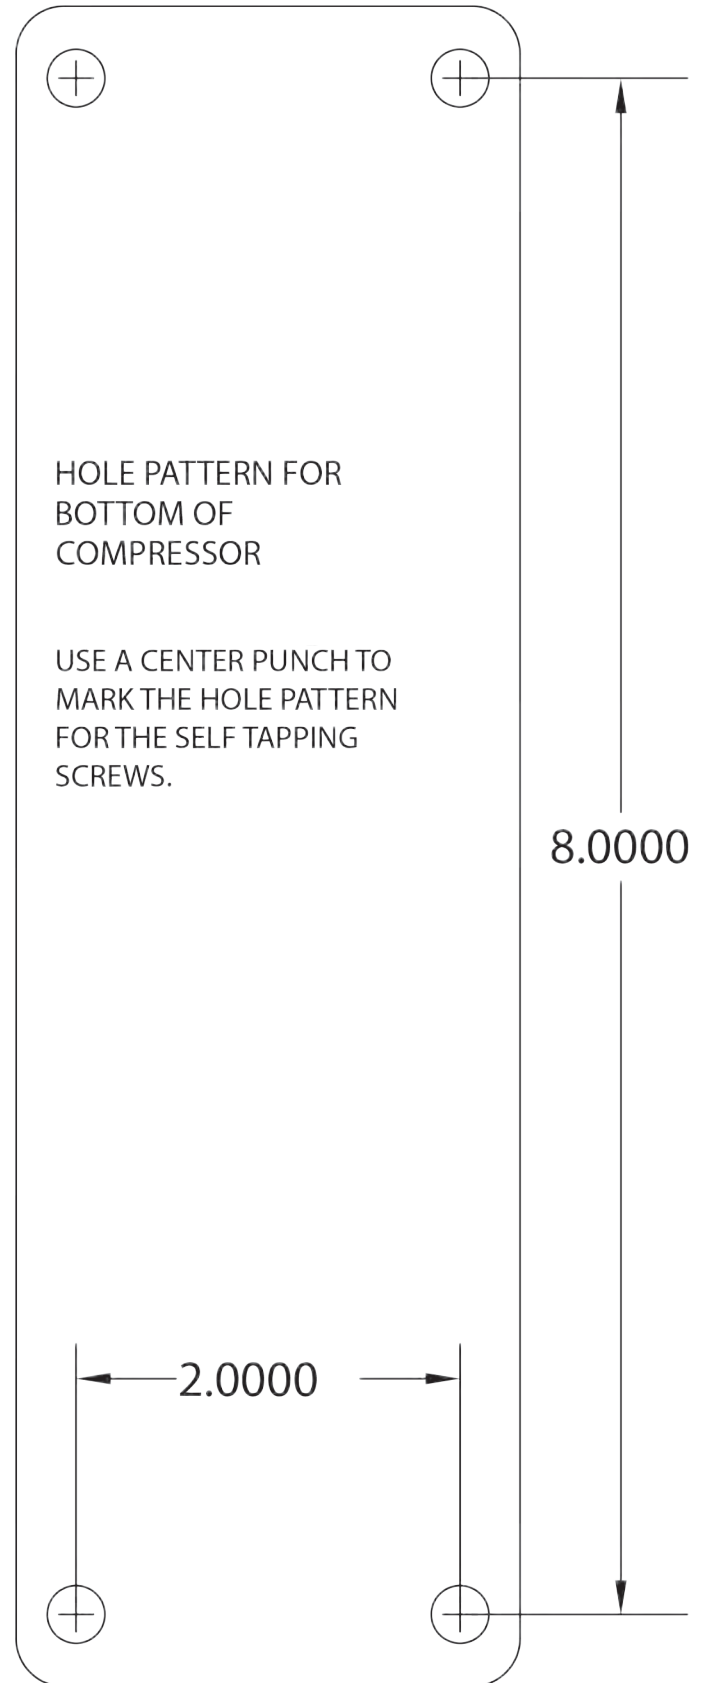 HOLE PATTERN FOR
BOTTOM OF
COMPRESSOR
USE A CENTER PUNCH TO
MARK THE HOLE PATTERN
FOR THE SELF TAPPING
SCREWS.
8.0000
2.0000